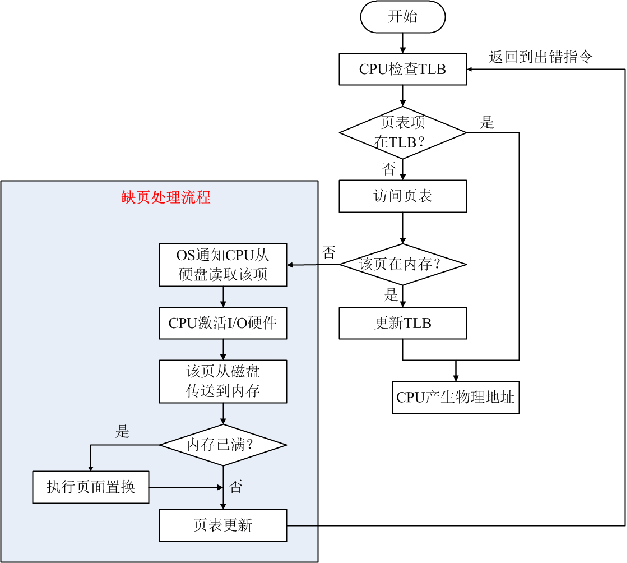 开始
返回到出错指令
CPU检查TLB
页表项
在TLB?
是
否
缺页处理流程
访问页表
OS通知CPU从
硬盘读取该项
否
该页在内存?
是
CPU激活I/O硬件
更新TLB
该页从磁盘
传送到内存
CPU产生物理地址
是
内存已满?
执行页面置换
否
页表更新